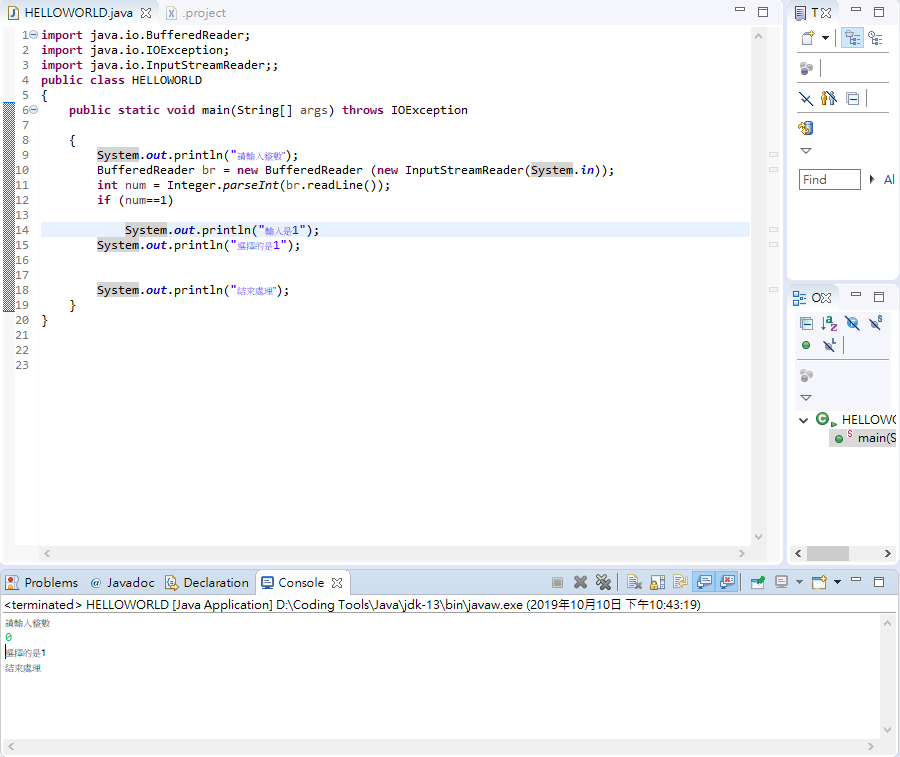 HELLOWORLD.java
.project
1 import java.io.BufferedReader;
2 import java.io.IOException;
3 import java.io.InputStreamReader;;
4 public class HELLOWORLD
5 {
6 public static void main(String[] args) throws IOException
7
8 {
9 System.out.println("請輸入整數");
10 BufferedReader br = new BufferedReader (new InputStreamReader(System.in));
11 int num = Integer.parseInt(br.readLine());
12 if (num==1)
13
14 System.out.println("輸入是1");
15 System.out.println("選擇的是1");
16
17
18 System.out.println("結束處理");
19 }
20 }
21
22
23
T
Find
Al
O
HELLOWO
main(S
Problems
@ Javadoc
Declaration
Console
<terminated> HELLOWORLD [Java Application] D:\Coding Tools\Java\jdk-13\bin\javaw.exe (2019年10月10日 下午10:43:19)
請輸入整數
0
選擇的是1
結束處理